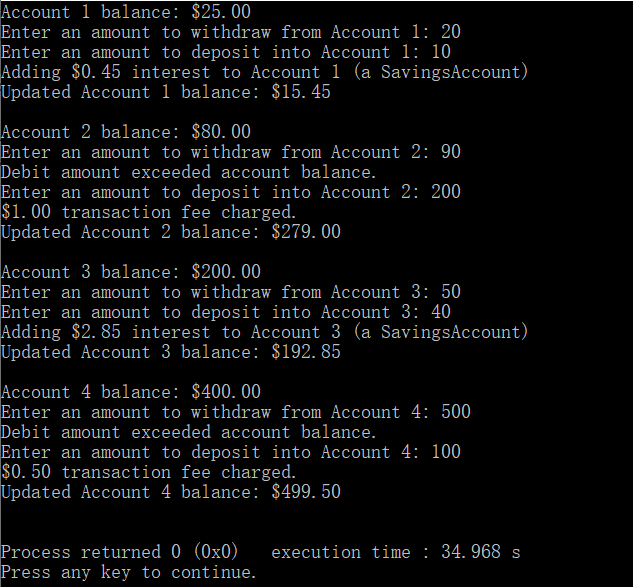 Account 1 balance: $25.00
Enter an amount to withdraw from Account 1: 20
Enter an amount to deposit into Account 1: 10
Adding $0.45 interest to Account 1 (a SavingsAccount)
Updated Account 1 balance: $15.45
Account 2 balance: $80.00
Enter an amount to withdraw from Account 2: 90
Debit amount exceeded account balance.
Enter an amount to deposit into Account 2: 200
$1.00 transaction fee charged.
Updated Account 2 balance: $279.00
Account 3 balance: $200.00
Enter an amount to withdraw from Account 3: 50
Enter an amount to deposit into Account 3: 40
Adding $2.85 interest to Account 3 (a SavingsAccount)
Updated Account 3 balance: $192.85
Account 4 balance: $400.00
Enter an amount to withdraw from Account 4: 500
Debit amount exceeded account balance.
Enter an amount to deposit into Account 4: 100
$0.50 transaction fee charged.
Updated Account 4 balance: $499.50
Process returned 0 (0x0)   execution time : 34.968 s
Press any key to continue.